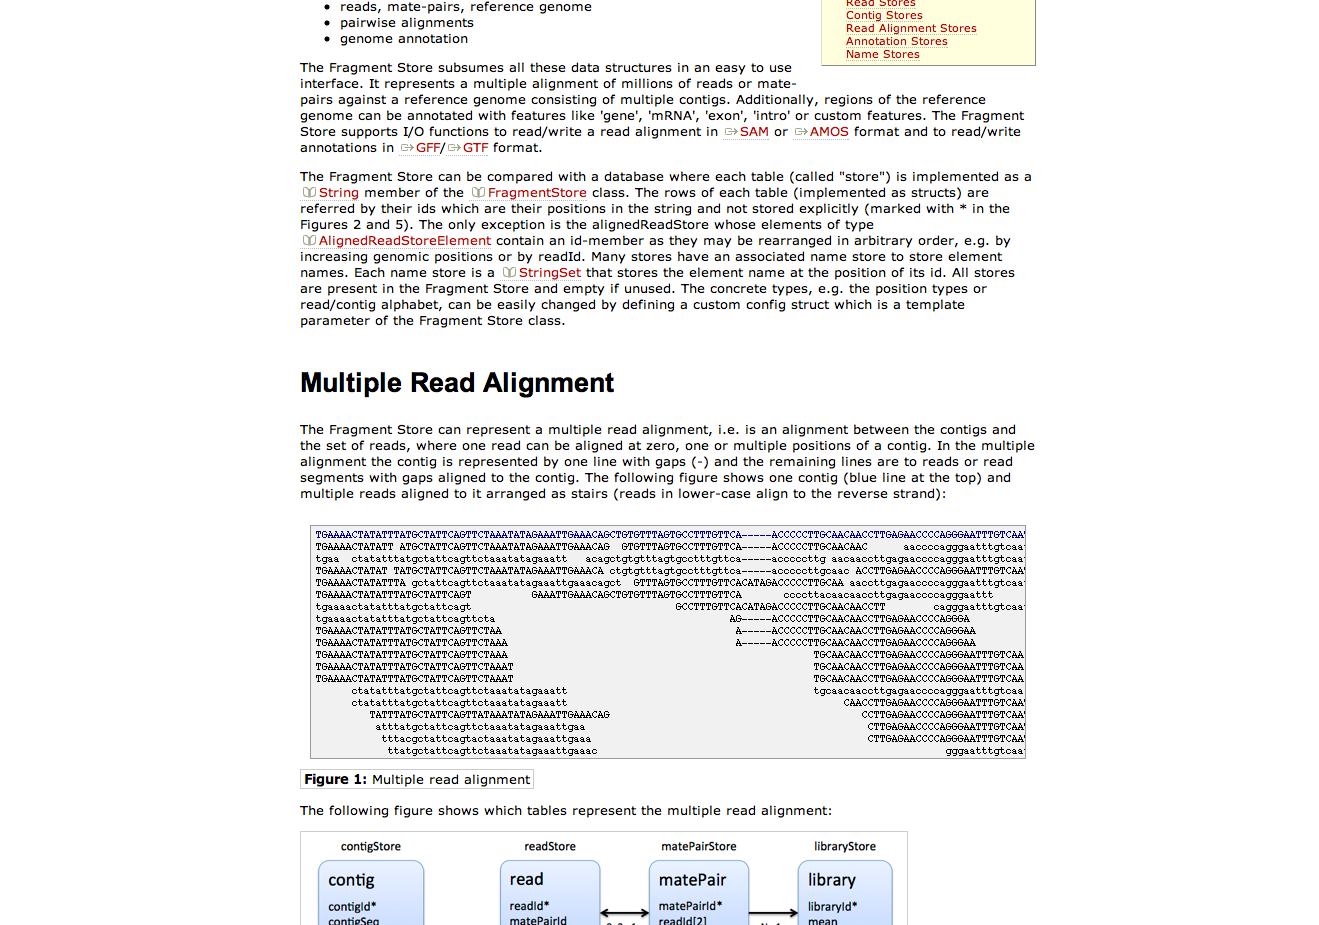 reads, mate-pairs, reference genome
pairwise alignments
genome annotation
Read Stores
Contig Stores
Read Alignment Stores
Annotation Stores
Name Stores
The Fragment Store subsumes all these data structures in an easy to use
interface. It represents a multiple alignment of millions of reads or mate-
pairs against a reference genome consisting of multiple contigs. Additionally, regions of the reference
genome can be annotated with features like 'gene', 'mRNA', 'exon', 'intro' or custom features. The Fragment
Store supports I/O functions to read/write a read alignment in SAM or AMOS format and to read/write
annotations in GFF/ GTF format.
The Fragment Store can be compared with a database where each table (called "store") is implemented as a
String member of the FragmentStore class. The rows of each table (implemented as structs) are
referred by their ids which are their positions in the string and not stored explicitly (marked with * in the
Figures 2 and 5). The only exception is the alignedReadStore whose elements of type
AlignedReadStoreElement contain an id-member as they may be rearranged in arbitrary order, e.g. by
increasing genomic positions or by readId. Many stores have an associated name store to store element
names. Each name store is a StringSet that stores the element name at the position of its id. All stores
are present in the Fragment Store and empty if unused. The concrete types, e.g. the position types or
read/contig alphabet, can be easily changed by defining a custom config struct which is a template
parameter of the Fragment Store class.
Multiple Read Alignment
The Fragment Store can represent a multiple read alignment, i.e. is an alignment between the contigs and
the set of reads, where one read can be aligned at zero, one or multiple positions of a contig. In the multiple
alignment the contig is represented by one line with gaps (-) and the remaining lines are to reads or read
segments with gaps aligned to the contig. The following figure shows one contig (blue line at the top) and
multiple reads aligned to it arranged as stairs (reads in lower-case align to the reverse strand):
TGAAAACTATATTTATGCTATTCAGTTCTAAATATAGAAATTGAAACAGCTGTGTTTAGTGCCTTTGTTCA-----ACCCCCTTGCAACAACCTTGAGAACCCCAGGGAATTTGTCAA
TGAAAACTATATT ATGCTATTCAGTTCTAAATATAGAAATTGAAACAG GTGTTTAGTGCCTTTGTTCA-----ACCCCCTTGCAACAAC aaccccagggaatttgtcaa
tgaa ctatatttatgctattcagttctaaatatagaaatt acagctgtgtttagtgcctttgttca-----acccccttg aacaaccttgagaaccccagggaatttgtcaa
TGAAAACTATAT TATGCTATTCAGTTCTAAATATAGAAATTGAAACA ctgtgtttagtgcctttgttca-----acccccttgcaac ACCTTGAGAACCCCAGGGAATTTGTCAA
TGAAAACTATATTTA gctattcagttctaaatatagaaattgaaacagct GTTTAGTGCCTTTGTTCACATAGACCCCCTTGCAA aaccttgagaaccccagggaatttgtcaa
TGAAAACTATATTTATGCTATTCAGT GAAATTGAAACAGCTGTGTTTAGTGCCTTTGTTCA ccccttacaacaaccttgagaaccccagggaattt
tgaaaactatatttatgctattcagt GCCTTTGTTCACATAGACCCCCTTGCAACAACCTT cagggaatttgtcaa
tgaaaactatatttatgctattcagttcta AG-----ACCCCCTTGCAACAACCTTGAGAACCCCAGGGA
TGAAAACTATATTTATGCTATTCAGTTCTAA A-----ACCCCCTTGCAACAACCTTGAGAACCCCAGGGAA
TGAAAACTATATTTATGCTATTCAGTTCTAAA A-----ACCCCCTTGCAACAACCTTGAGAACCCCAGGGAA
TGAAAACTATATTTATGCTATTCAGTTCTAAA TGCAACAACCTTGAGAACCCCAGGGAATTTGTCAA
TGAAAACTATATTTATGCTATTCAGTTCTAAAT TGCAACAACCTTGAGAACCCCAGGGAATTTGTCAA
TGAAAACTATATTTATGCTATTCAGTTCTAAAT TGCAACAACCTTGAGAACCCCAGGGAATTTGTCAA
ctatatttatgctattcagttctaaatatagaaatt tgcaacaaccttgagaaccccagggaatttgtcaa
ctatatttatgctattcagttctaaatatagaaatt CAACCTTGAGAACCCCAGGGAATTTGTCAA
TATTTATGCTATTCAGTTATAAATATAGAAATTGAAACAG CCTTGAGAACCCCAGGGAATTTGTCAA
atttatgctattcagttctaaatatagaaattgaa CTTGAGAACCCCAGGGAATTTGTCAA
tttacgctattcagtactaaatatagaaattgaaa CTTGAGAACCCCAGGGAATTTGTCAA
ttatgctattcagttctaaatatagaaattgaaac gggaatttgtcaa
Figure 1: Multiple read alignment
The following figure shows which tables represent the multiple read alignment:
contigStore readStore matePairStore libraryStore
contig read matePair library
contigId* readId* matePairId* libraryId*
contigSeq matePairId readId[2] mean